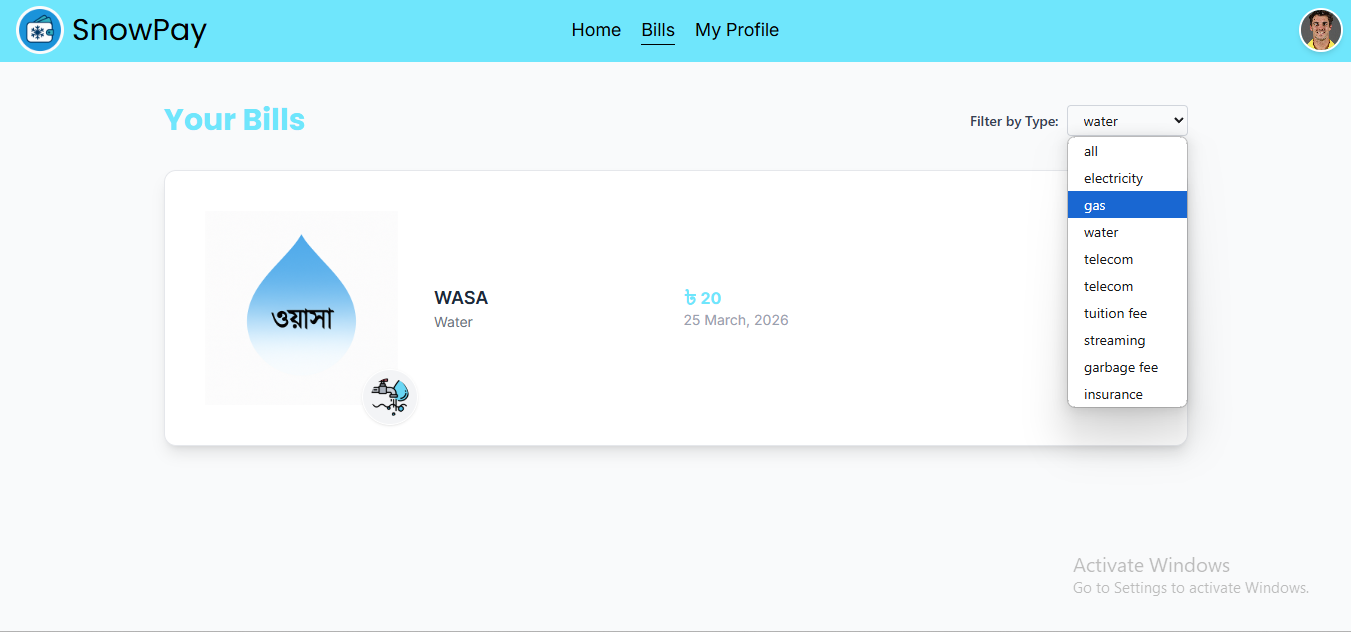 SnowPay
Home Bills My Profile
Your Bills
Filter by Type: water
all
electricity
gas
water
telecom
telecom
tuition fee
streaming
garbage fee
insurance
ওয়াসা
WASA
Water
৳ 20
25 March, 2026
Activate Windows
Go to Settings to activate Windows.